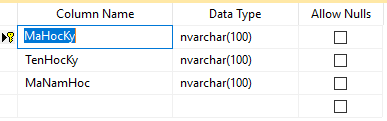 Column Name Data Type Allow Nulls
MaHocKy nvarchar(100)
TenHocKy nvarchar(100)
MaNamHoc nvarchar(100)